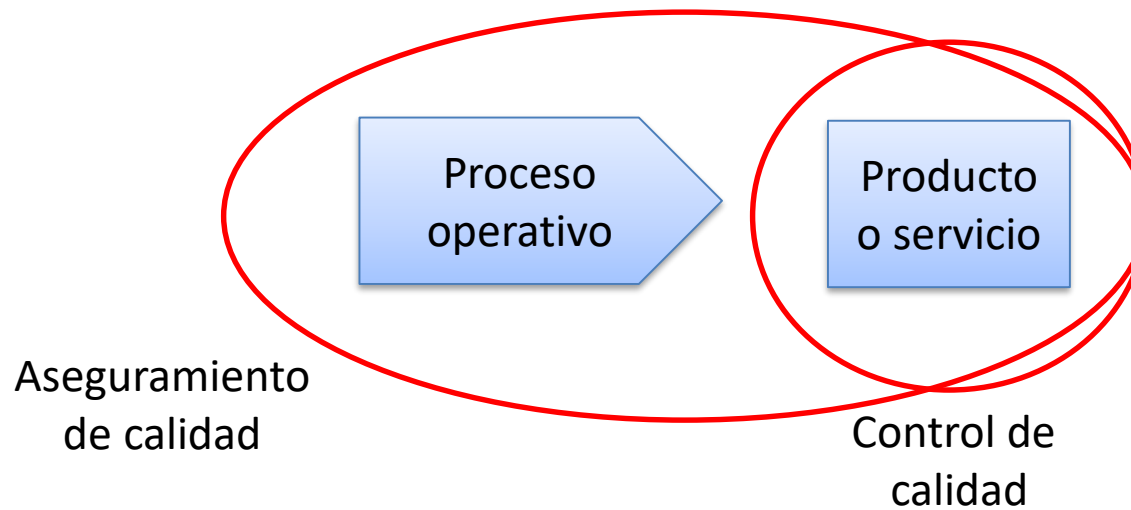 Proceso
operativo
Producto
o servicio
Aseguramiento
de calidad
Control de
calidad